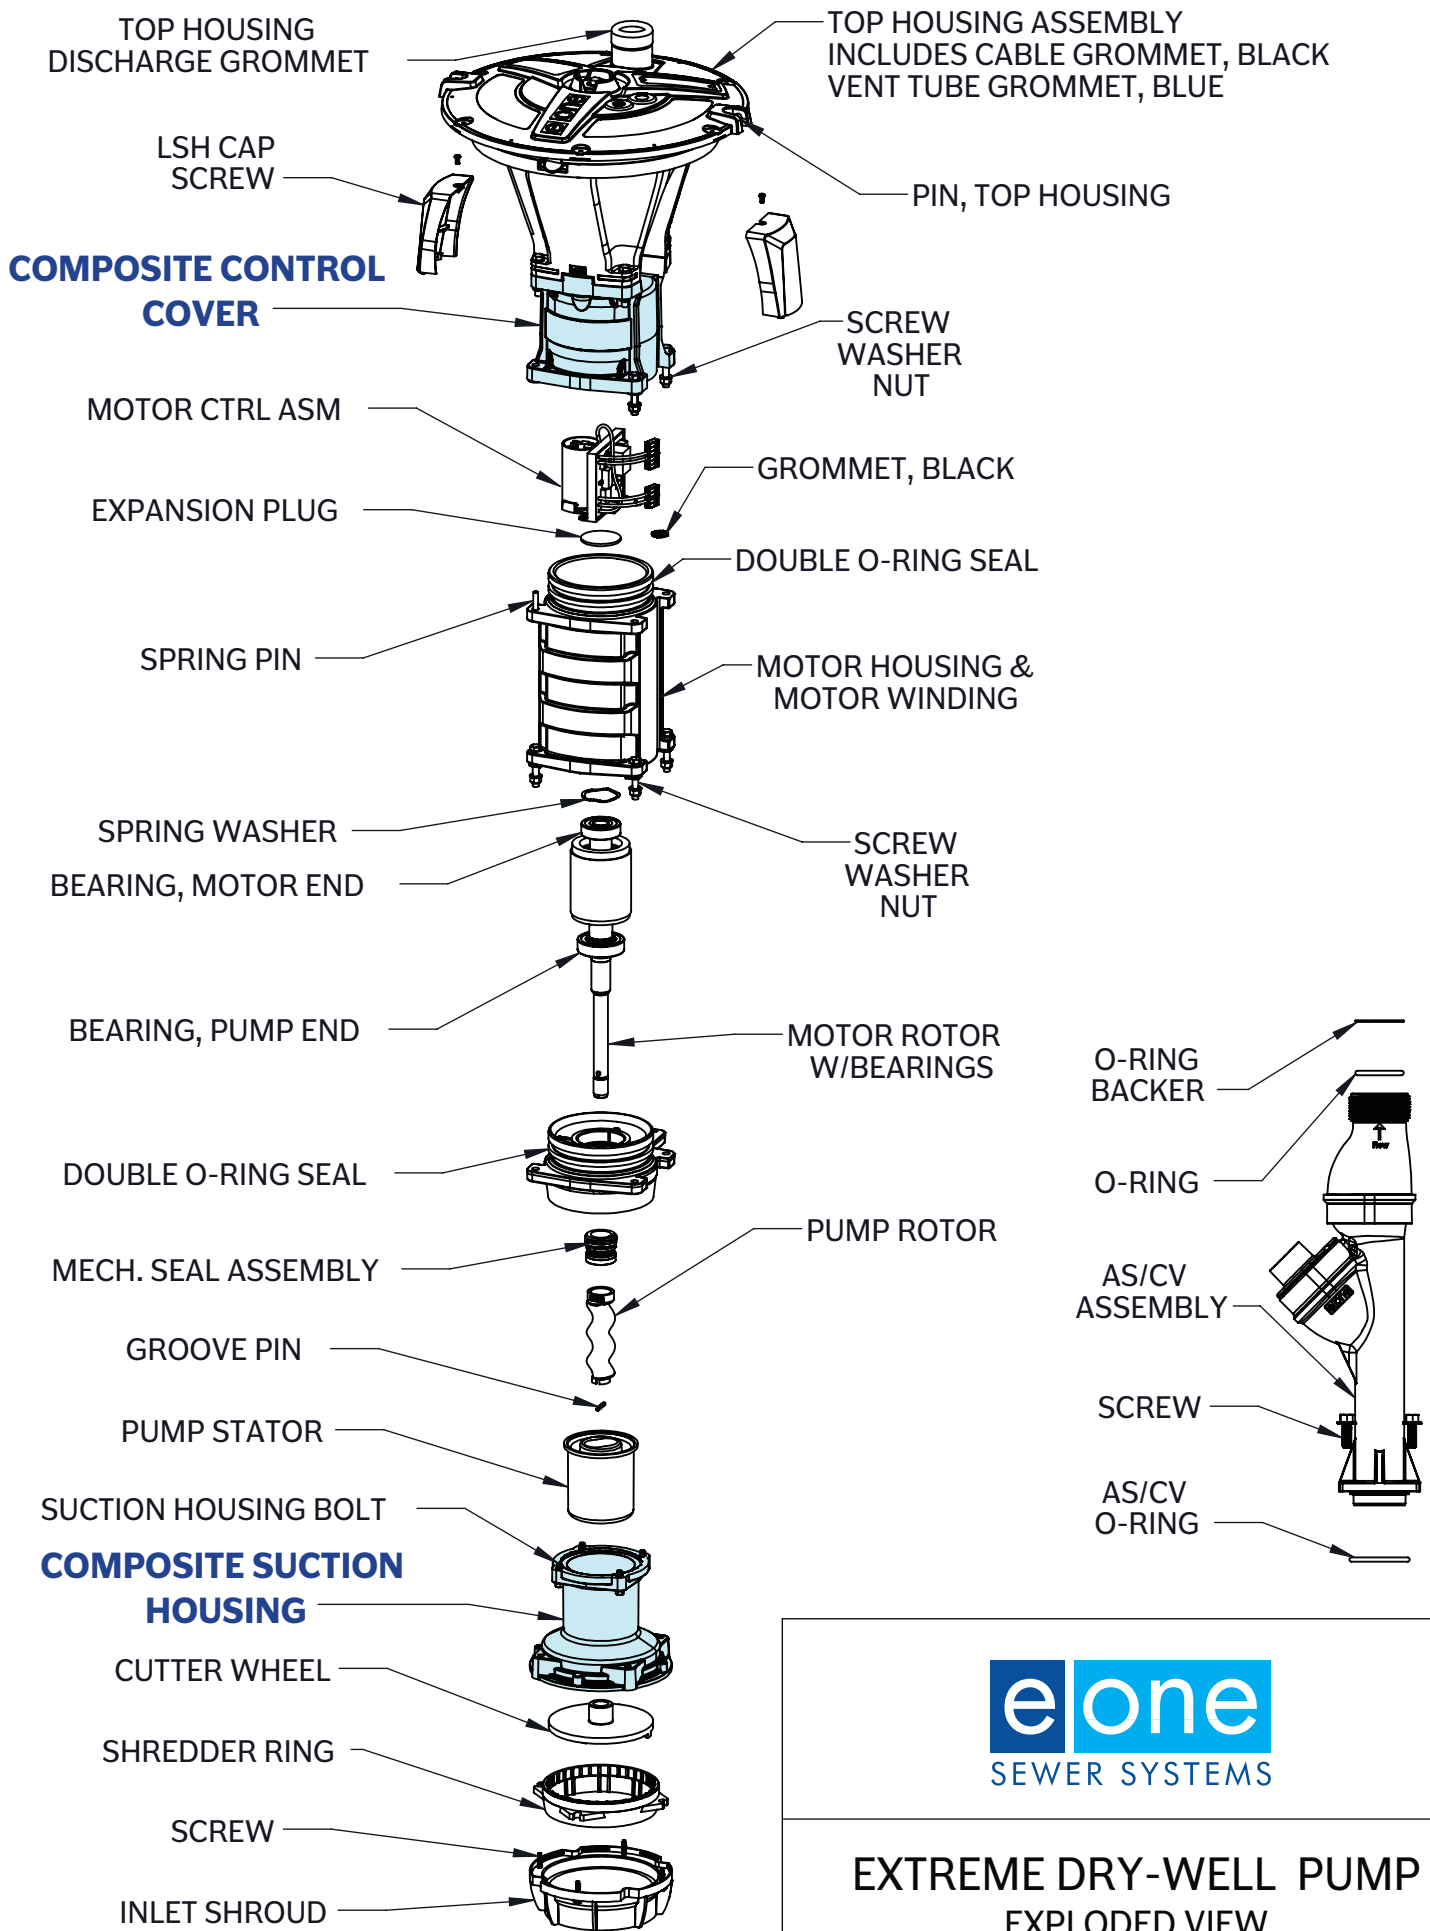 TOP HOUSING
DISCHARGE GROMMET
TOP HOUSING ASSEMBLY
INCLUDES CABLE GROMMET, BLACK
VENT TUBE GROMMET, BLUE
eone
LSH CAP
SCREW
PIN, TOP HOUSING
COMPOSITE CONTROL
COVER
SCREW
WASHER
NUT
MOTOR CTRL ASM
GROMMET, BLACK
EXPANSION PLUG
DOUBLE O-RING SEAL
SPRING PIN
MOTOR HOUSING &
MOTOR WINDING
SPRING WASHER
SCREW
WASHER
NUT
BEARING, MOTOR END
BEARING, PUMP END
MOTOR ROTOR
W/BEARINGS
O-RING
BACKER
flow
DOUBLE O-RING SEAL
O-RING
PUMP ROTOR
MECH. SEAL ASSEMBLY
AS/CV
ASSEMBLY
GROOVE PIN
SCREW
PUMP STATOR
SUCTION HOUSING BOLT
AS/CV
O-RING
COMPOSITE SUCTION
HOUSING
CUTTER WHEEL
SHREDDER RING
SCREW
INLET SHROUD
eone
SEWER SYSTEMS
EXTREME DRY-WELL PUMP
EXPLODED VIEW